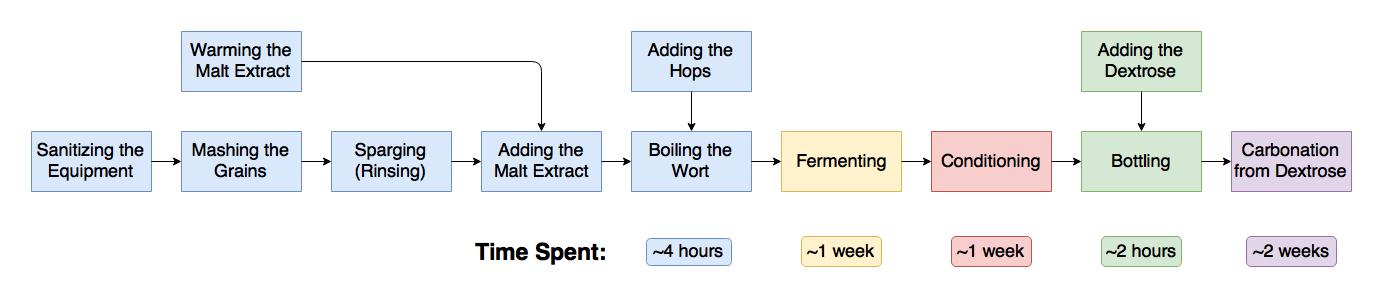 Warming the
Malt Extract
Adding the
Hops
Adding the
Dextrose
Sanitizing the
Equipment
Mashing the
Grains
Sparging
(Rinsing)
Adding the
Malt Extract
Boiling the
Wort
Fermenting
Conditioning
Bottling
Carbonation
from Dextrose
Time Spent:
~4 hours
~1 week
~1 week
~2 hours
~2 weeks